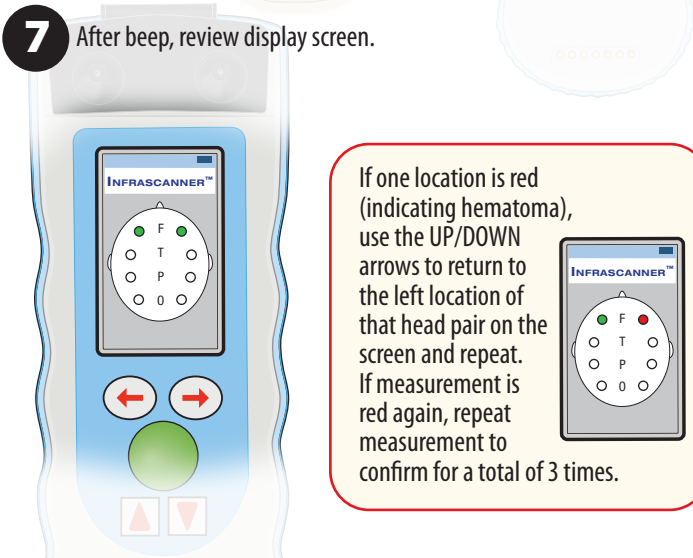 7 After beep, review display screen.
INFRASCANNER™
F
T
P
0
If one location is red
(indicating hematoma),
use the UP/DOWN
arrows to return to
the left location of
that head pair on the
screen and repeat.
If measurement is
red again, repeat
measurement to
confirm for a total of 3 times.
INFRASCANNER™
F
T
P
0